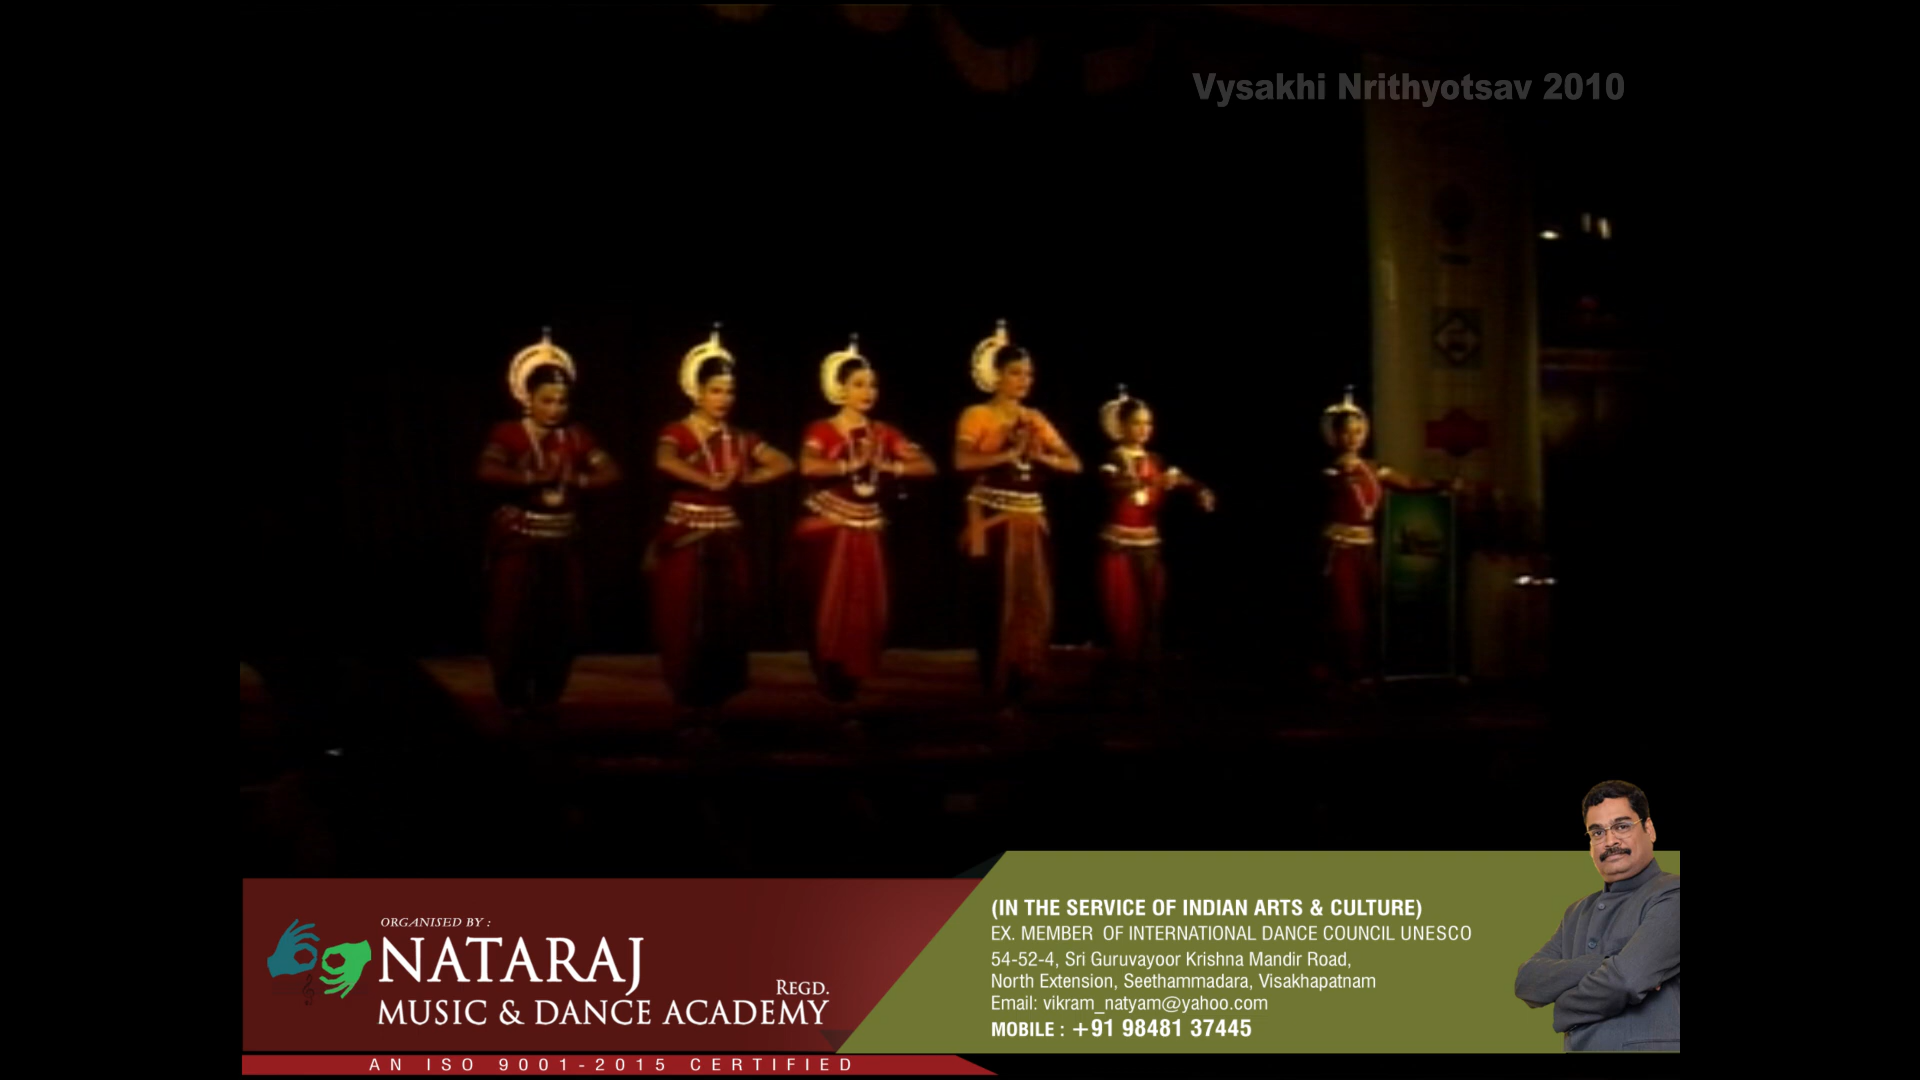 Vysakhi Nrithyotsav 2010
ORGANISED BY :
NATARAJ
REGD.
MUSIC & DANCE ACADEMY
AN ISO 9001-2015 CERTIFIED
(IN THE SERVICE OF INDIAN ARTS & CULTURE)
EX. MEMBER OF INTERNATIONAL DANCE COUNCIL UNESCO
54-52-4, Sri Guruvayoor Krishna Mandir Road,
North Extension, Seethammadara, Visakhapatnam
Email: vikram_natyam@yahoo.com
MOBILE : +91 98481 37445